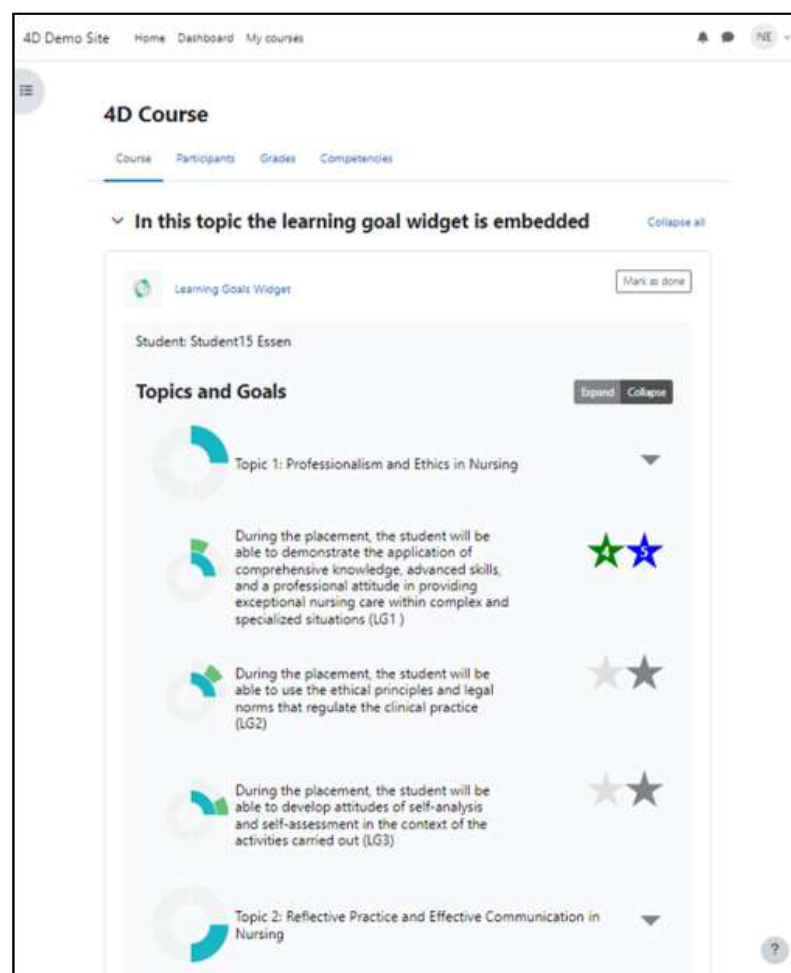 4D Demo Site Home Dashboard My courses NE
4D Course
Course Participants Grades Competencies
In this topic the learning goal widget is embedded Collapse all
Learning Goals Widget Mark as done
Student: Student15 Essen
Topics and Goals Expand Collapse
Topic 1: Professionalism and Ethics in Nursing
During the placement, the student will be
able to demonstrate the application of
comprehensive knowledge, advanced skills,
and a professional attitude in providing
exceptional nursing care within complex and
specialized situations (LG1 )
4 5
During the placement, the student will be
able to use the ethical principles and legal
norms that regulate the clinical practice
(LG2)
During the placement, the student will be
able to develop attitudes of self-analysis
and self-assessment in the context of the
activities carried out (LG3)
Topic 2: Reflective Practice and Effective Communication in
Nursing
?